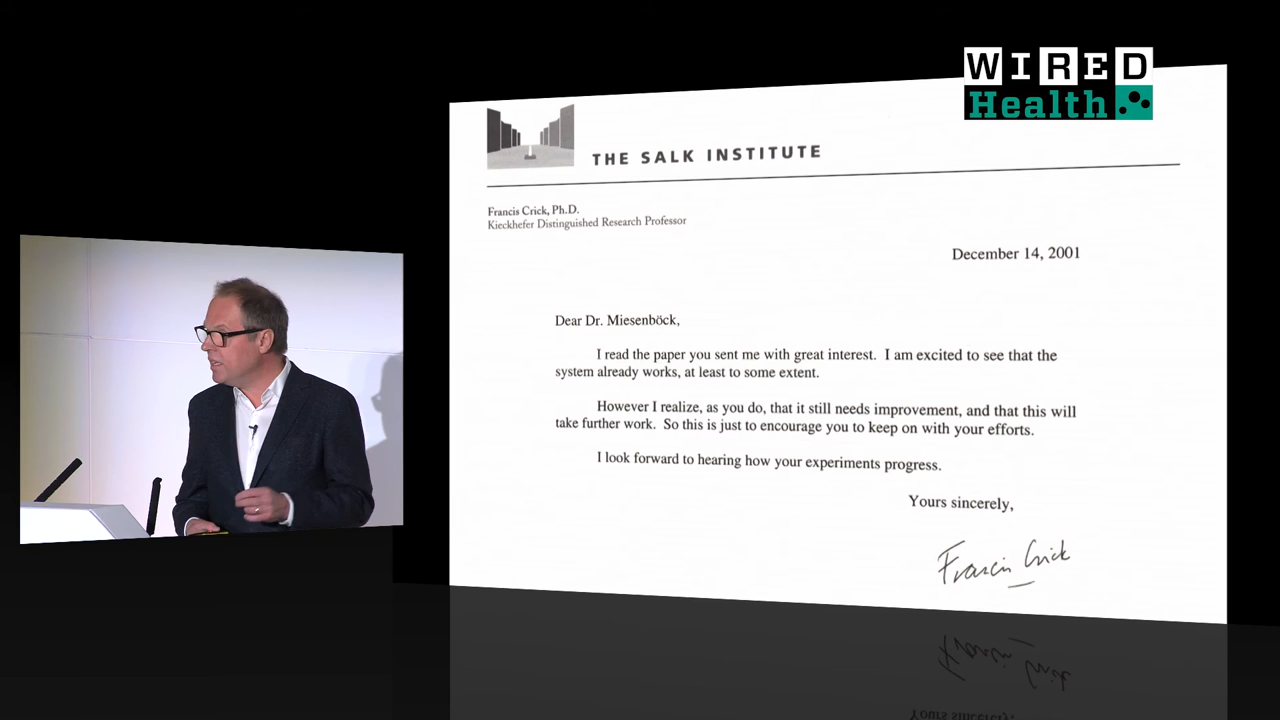 WIRED
Health
THE SALK INSTITUTE
Francis Crick, Ph.D.
Kieckhefer Distinguished Research Professor
December 14, 2001
Dear Dr. Miesenböck,
I read the paper you sent me with great interest.  I am excited to see that the
system already works, at least to some extent.
However I realize, as you do, that it still needs improvement, and that this will
take further work.  So this is just to encourage you to keep on with your efforts.
I look forward to hearing how your experiments progress.
Yours sincerely,
Francis Crick